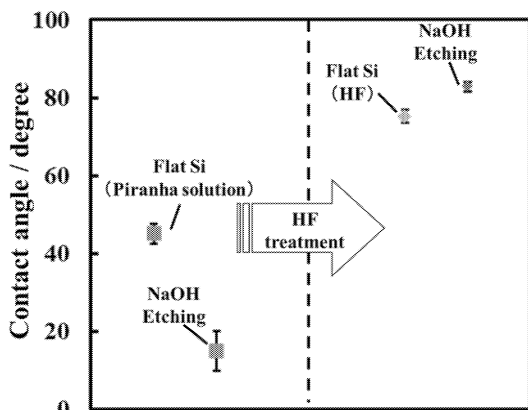 100
80
60
40
20
0
Contact angle / degree
NaOH
Etching
Flat Si
(HF)
Flat Si
(Piranha solution)
HF
treatment
NaOH
Etching